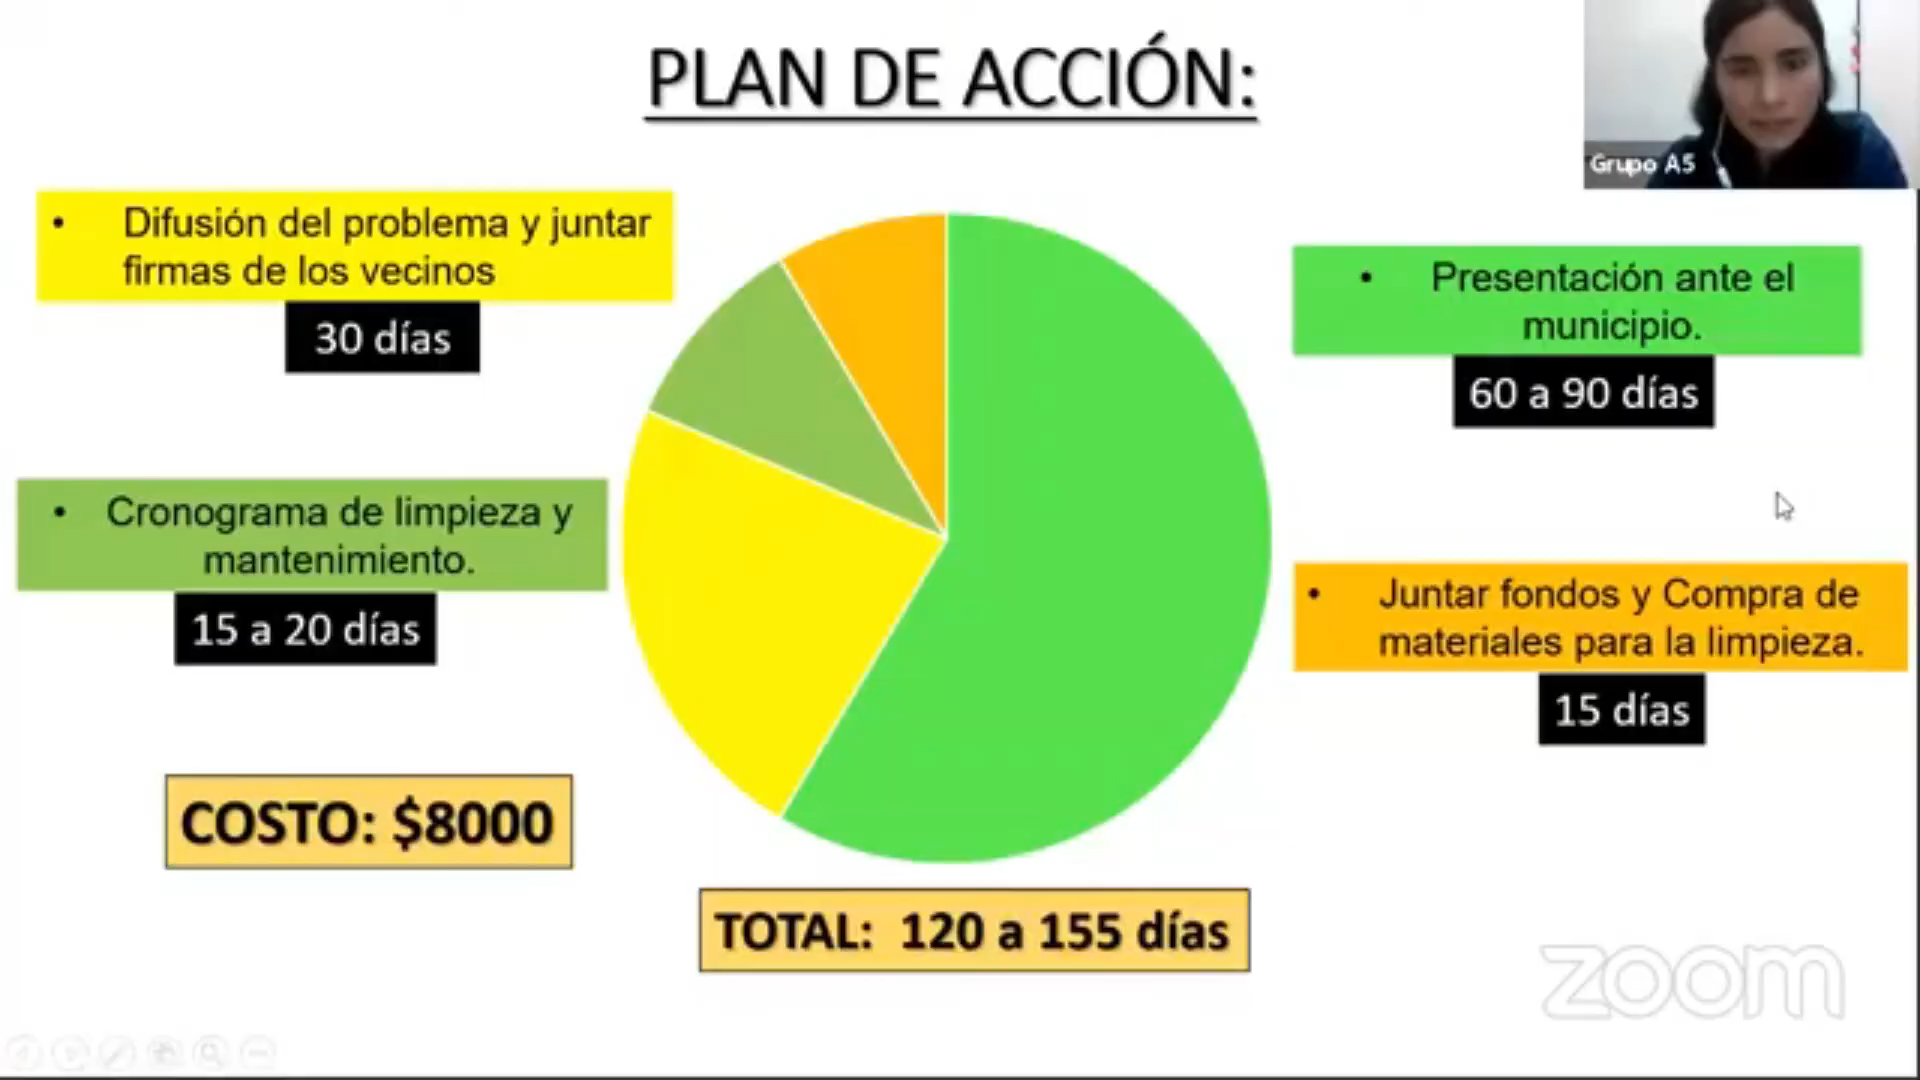 PLAN DE ACCIÓN:
Grupo A5
• Difusión del problema y juntar
firmas de los vecinos
30 días
• Presentación ante el
municipio.
60 a 90 días
• Cronograma de limpieza y
mantenimiento.
15 a 20 días
• Juntar fondos y Compra de
materiales para la limpieza.
15 días
COSTO: $8000
TOTAL: 120 a 155 días
zoom